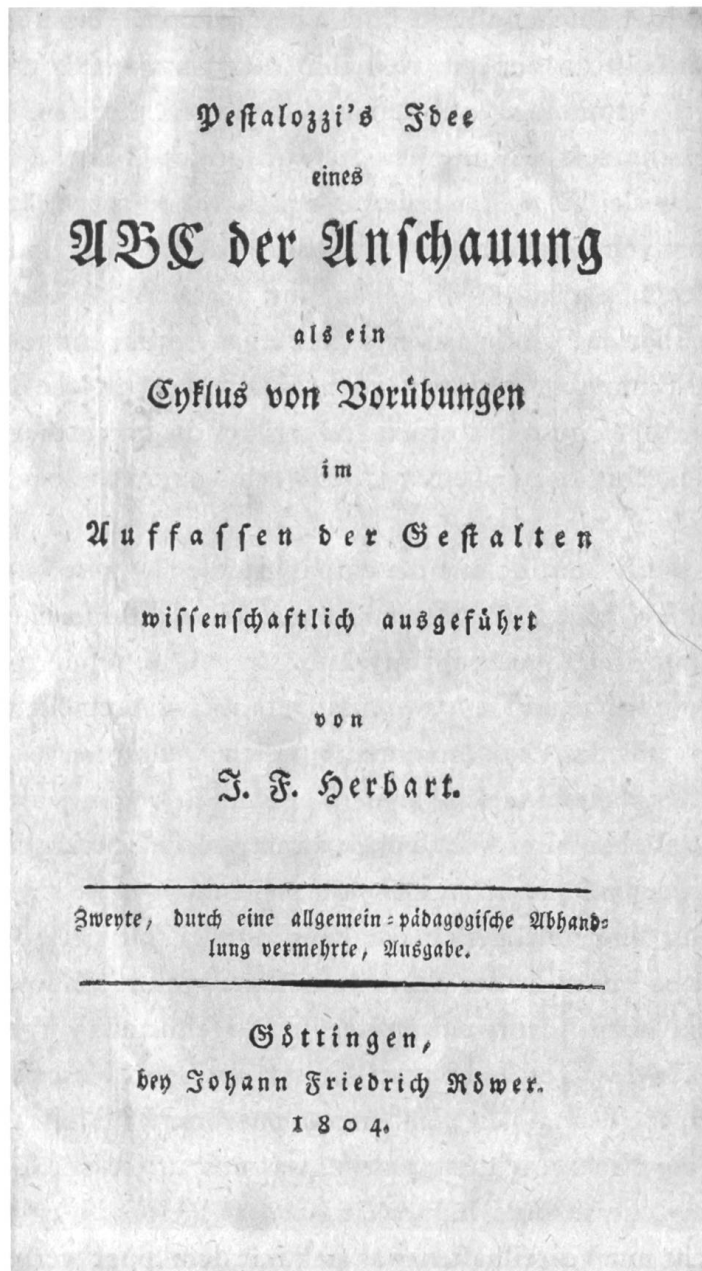 Pestalozzi's Idee
eines
ABC der Anschauung
als ein
Cyklus von Vorübungen
im
Auffassen der Gestalten
wissenschaftlich ausgeführt
von
J. F. Herbart.
Zweyte, durch eine allgemein-pädagogische Abhand-
lung vermehrte, Ausgabe.
Göttingen,
bey Johann Friedrich Röwer.
1804.